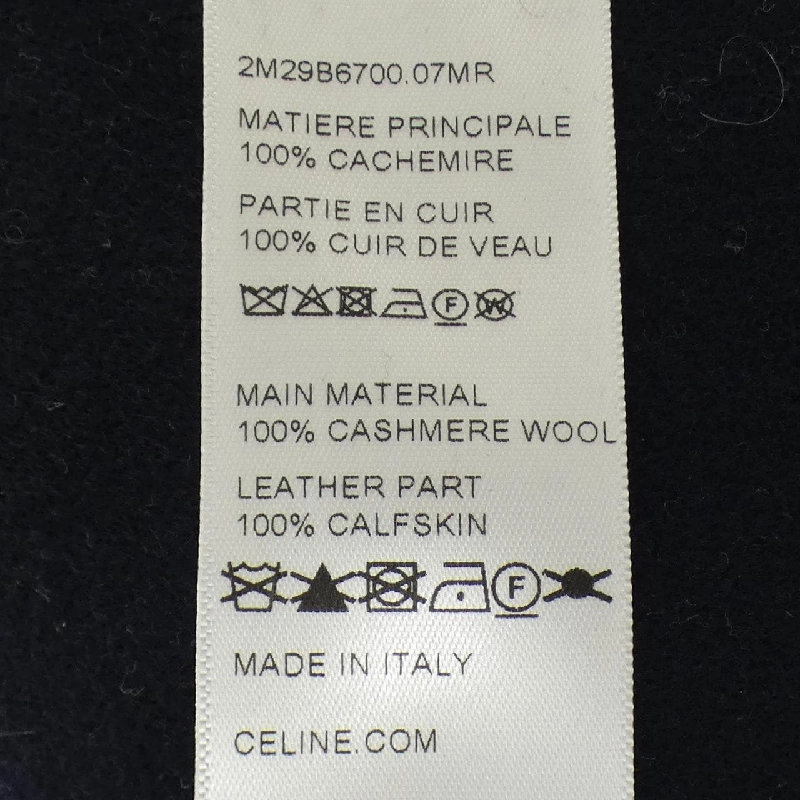 2M29B6700.07MR
MATIERE PRINCIPALE
100% CACHEMIRE
PARTIE EN CUIR
100% CUIR DE VEAU
F W
MAIN MATERIAL
100% CASHMERE WOOL
LEATHER PART
100% CALFSKIN
F
MADE IN ITALY
CELINE.COM